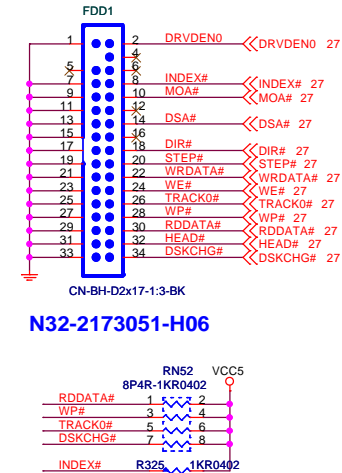 FDD1
1 2 DRVDEN0 DRVDEN0 27
4
5 6
7 8 INDEX# INDEX# 27
9 10 MOA# MOA# 27
11 12
13 14 DSA# DSA# 27
15 16
17 18 DIR# DIR# 27
19 20 STEP# STEP# 27
21 22 WRDATA# WRDATA# 27
23 24 WE# WE# 27
25 26 TRACK0# TRACK0# 27
27 28 WP# WP# 27
29 30 RDDATA# RDDATA# 27
31 32 HEAD# HEAD# 27
33 34 DSKCHG# DSKCHG# 27
CN-BH-D2x17-1:3-BK
N32-2173051-H06
RN52 VCC5
8P4R-1KR0402
RDDATA# 1 2
WP# 3 4
TRACK0# 5 6
DSKCHG# 7 8
INDEX# R325 1KR0402